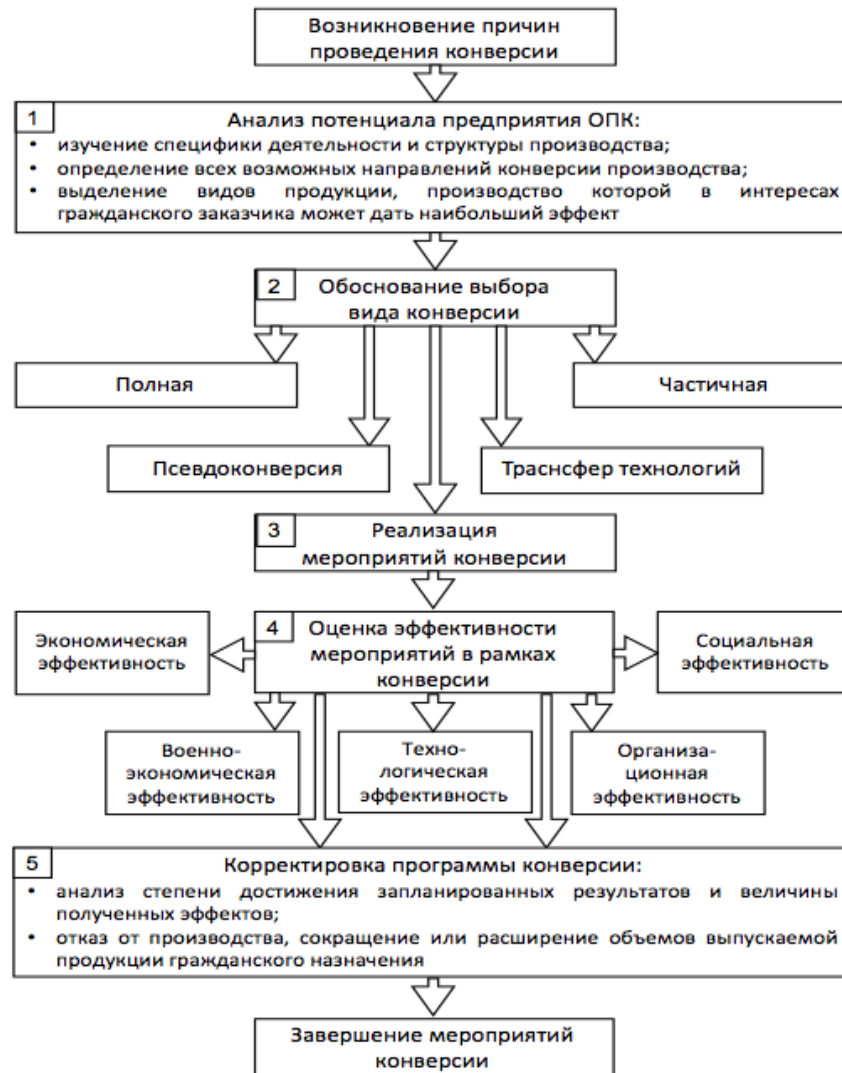 Возникновение причин
проведения конверсии
1
Анализ потенциала предприятия ОПК:
• изучение специфики деятельности и структуры производства;
• определение всех возможных направлений конверсии производства;
• выделение видов продукции, производство которой в интересах
гражданского заказчика может дать наибольший эффект
2
Обоснование выбора
вида конверсии
Полная
Частичная
Псевдоконверсия
Траснсфер технологий
3
Реализация
мероприятий конверсии
4
Оценка эффективности
мероприятий в рамках
конверсии
Экономическая
эффективность
Социальная
эффективность
Военно-
экономическая
эффективность
Техно-
логическая
эффективность
Организа-
ционная
эффективность
5
Корректировка программы конверсии:
• анализ степени достижения запланированных результатов и величины
полученных эффектов;
• отказ от производства, сокращение или расширение объемов выпускаемой
продукции гражданского назначения
Завершение мероприятий
конверсии